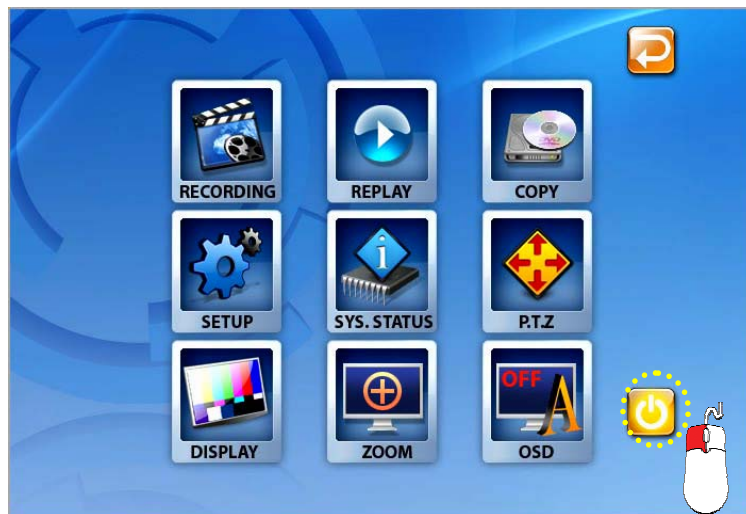 RECORDING
REPLAY
COPY
SETUP
SYS. STATUS
P.T.Z
DISPLAY
ZOOM
OFF
A
OSD